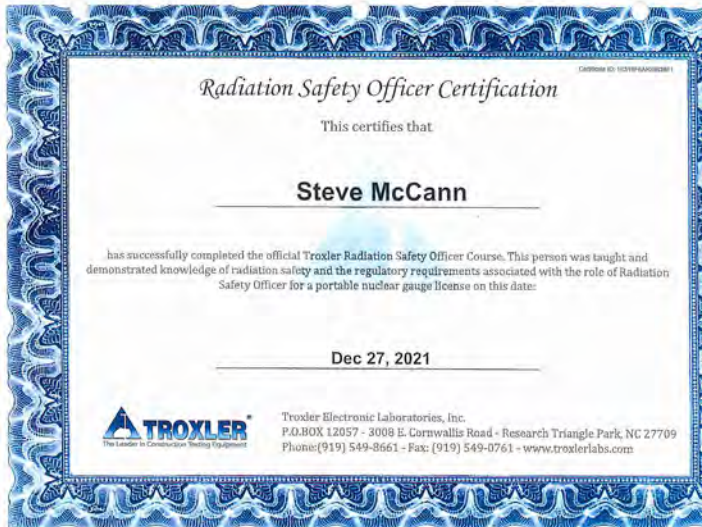 Certificate ID:
Radiation Safety Officer Certification
This certifies that
Steve McCann
has successfully completed the official Troxler Radiation Safety Officer Course. This person was taught and
demonstrated knowledge of radiation safety and the regulatory requirements associated with the role of Radiation
Safety Officer for a portable nuclear gauge license on this date:
Dec 27, 2021
TROXLER®
The Leader in Construction Testing Equipment
Troxler Electronic Laboratories, Inc.
P.O.BOX 12057 - 3008 E. Cornwallis Road - Research Triangle Park, NC 27709
Phone:(919) 549-8661 - Fax: (919) 549-0761 - www.troxlerlabs.com